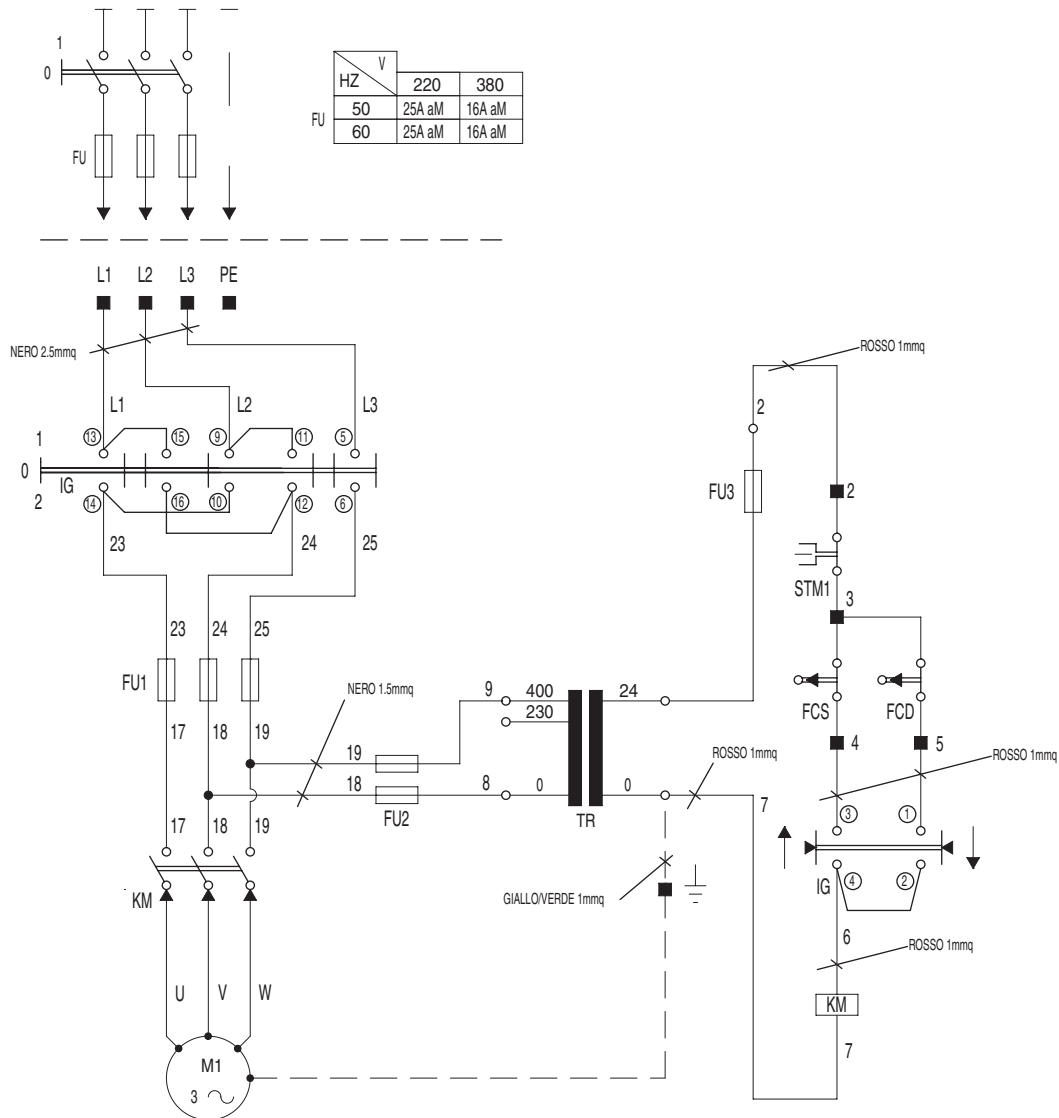 1
0
FU
V
HZ
220 380
FU
50 25A aM 16A aM
60 25A aM 16A aM
L1 L2 L3 PE
NERO 2.5mmq
ROSSO 1mmq
L1 L2 L3
2
1
0
2
IG
13 15 9 11 5
14 16 10 12 6
FU3
2
23 24 25
STM1
3
23 24 25
FU1
NERO 1.5mmq
9 400 24
230
FCS FCD
17 18 19
19
4 5
ROSSO 1mmq
ROSSO 1mmq
18
8 0 0
FU2
TR
7
17 18 19
3 1
KM
GIALLO/VERDE 1mmq
IG
4 2
6
ROSSO 1mmq
U V W
KM
7
M1
3